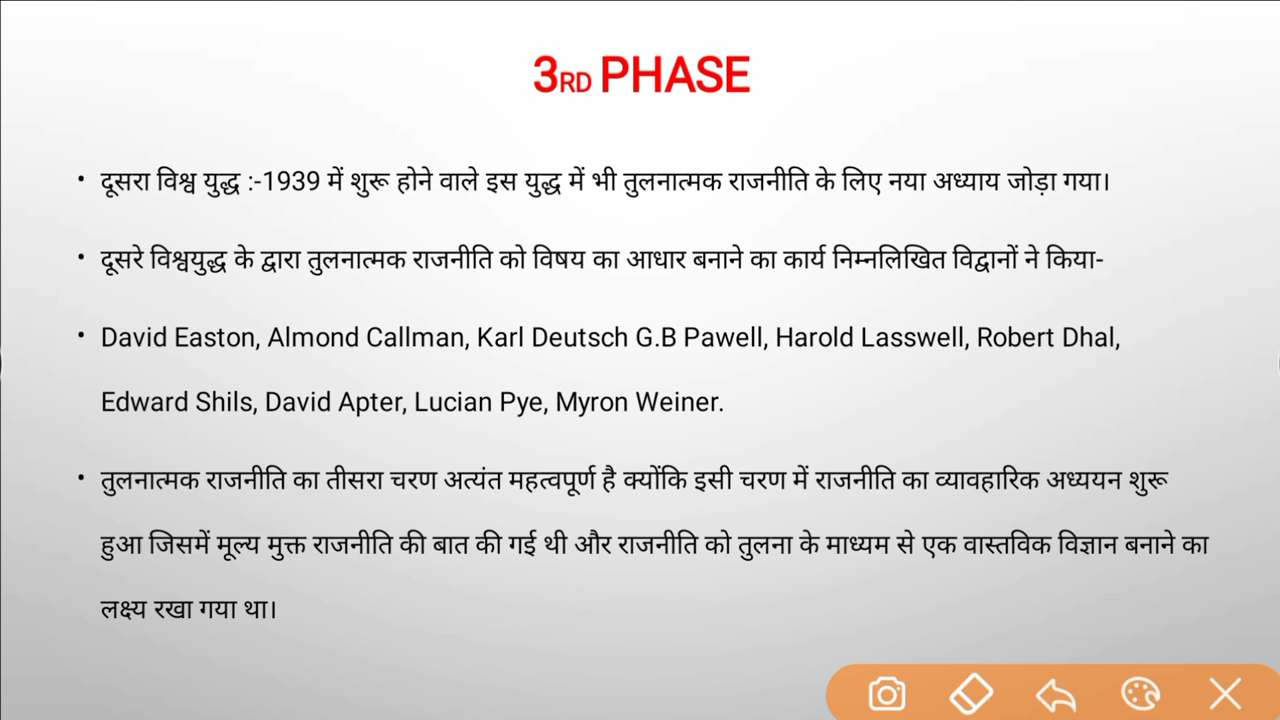 3RD PHASE
• दूसरा विश्व युद्ध :-1939 में शुरू होने वाले इस युद्ध में भी तुलनात्मक राजनीति के लिए नया अध्याय जोड़ा गया।
• दूसरे विश्वयुद्ध के द्वारा तुलनात्मक राजनीति को विषय का आधार बनाने का कार्य निम्नलिखित विद्वानों ने किया-
• David Easton, Almond Callman, Karl Deutsch G.B Pawell, Harold Lasswell, Robert Dhal,
Edward Shils, David Apter, Lucian Pye, Myron Weiner.
• तुलनात्मक राजनीति का तीसरा चरण अत्यंत महत्वपूर्ण है क्योंकि इसी चरण में राजनीति का व्यावहारिक अध्ययन शुरू
हुआ जिसमें मूल्य मुक्त राजनीति की बात की गई थी और राजनीति को तुलना के माध्यम से एक वास्तविक विज्ञान बनाने का
लक्ष्य रखा गया था।